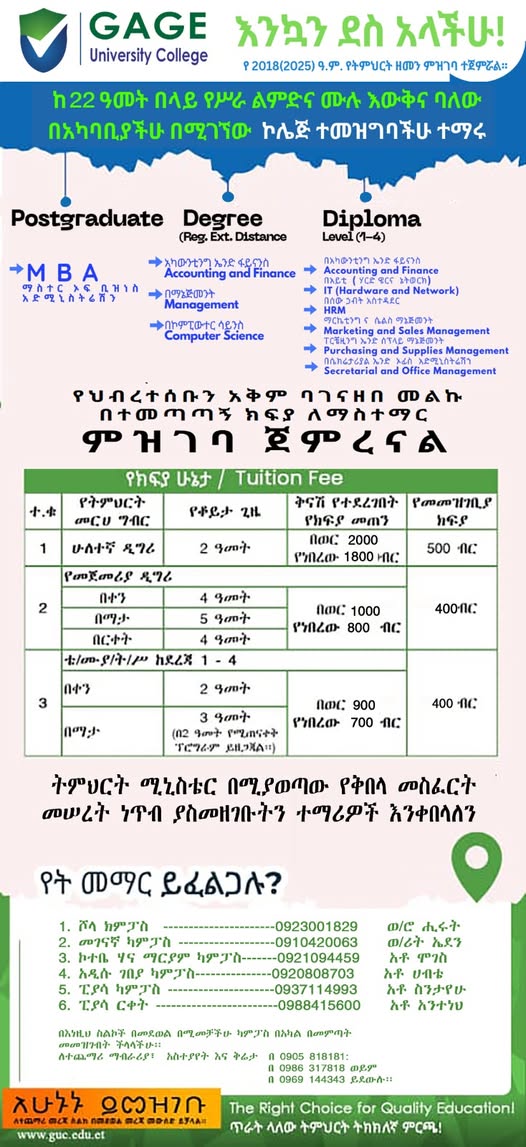 GAGE
University College
እንኳን ደስ አላችሁ!
የ 2018(2025) ዓ.ም. የትምህርት ዘመን ምዝገባ ተጀምሯል።
ከ 22 ዓመት በላይ የሥራ ልምድና ሙሉ እውቅና ባለው
በአካባቢያችሁ በሚገኘው ኮሌጅ ተመዝግባችሁ ተማሩ
Postgraduate
MBA
ማስተር ኦፍ ቢዝነስ
አድሚኒስትሬሽን
Degree
(Reg. Ext. Distance
አካውንቲንግ ኤንድ ፋይናንስ
Accounting and Finance
በማኔጅመንት
Management
በኮምፒውተር ሳይንስ
Computer Science
Diploma
Level (1-4)
በአካውንቲንግ ኤንድ ፋይናንስ
Accounting and Finance
በአይቲ ( ሃርድ ዌርና ኔትወርክ)
IT (Hardware and Network)
በሰው ኃብት አስተዳደር
HRM
ማርኬቲንግ ና ሴልስ ማኔጅመንት
Marketing and Sales Management
ፐርቼዚንግ ኤንድ ሰፕላይ ማኔጅመንት
Purchasing and Supplies Management
በሴክሬታሪያል ኤንድ ኦፊስ አድሚኒስትሬሽን
Secretarial and Office Management
የህብረተሰቡን አቅም ባገናዘበ መልኩ
በተመጣጣኝ ክፍያ ለማስተማር
ምዝገባ ጀምረናል
የክፍያ ሁኔታ / Tuition Fee
ተ.ቁ የትምህርት መርሀ ግብር የቆይታ ጊዜ ቅናሽ የተደረገበት የክፍያ መጠን የመመዝገቢያ ክፍያ
1 ሁለተኛ ዲግሪ 2 ዓመት በወር 2000 የነበረው 1800 ብር 500 ብር
2 የመጀመሪያ ዲግሪ
በቀን 4 ዓመት
በማታ 5 ዓመት በወር 1000 የነበረው 800 ብር 400ብር
በርቀት 4 ዓመት
3 ቴ/ሙያ/ት/ሥ ከደረጃ 1 - 4
በቀን 2 ዓመት በወር 900 የነበረው 700 ብር 400 ብር
በማታ 3 ዓመት
(በ2 ዓመት የሚጠናቀቅ
ፕሮግራም ይዘጋጃል።)
ትምህርት ሚኒስቴር በሚያወጣው የቅበላ መስፈርት
መሠረት ነጥብ ያስመዘገቡትን ተማሪዎች እንቀበላለን
የት መማር ይፈልጋሉ?
1. ሾላ ክምፓስ ------------------0923001829 ወ/ሮ ሒሩት
2. መገናኛ ካምፓስ ----------------0910420063 ወ/ሪት ኤደን
3. ኮተቤ ሃና ማርያም ካምፓስ-------0921094459 አቶ ሞገስ
4. አዲሱ ገበያ ካምፓስ--------------0920808703 አቶ ሀብቴ
5. ፒያሳ ካምፓስ -------------------0937114993 አቶ ስንታየሁ
6. ፒያሳ ርቀት --------------------0988415600 አቶ አንተነህ
በእነዚህ ስልኮች በመደወል በሚመቻችሁ ካምፓስ በአካል በመምጣት
መመዝገብት ችላላችሁ።
ለተጨማሪ ማብራሪያ፣ አስተያየት እና ቅሬታ በ 0905 818181:
በ 0986 317818 ወይም
በ 0969 144343 ይደውሉ።
አሁኑኑ ይመዝገቡ
ለተጨማሪ መረጃ ስልክ በመደወል መረጃ መውሰድ ይቻላል።
www.guc.edu.et
The Right Choice for Quality Education!
ጥራት ላለው ትምህርት ትክክለኛ ምርጫ!